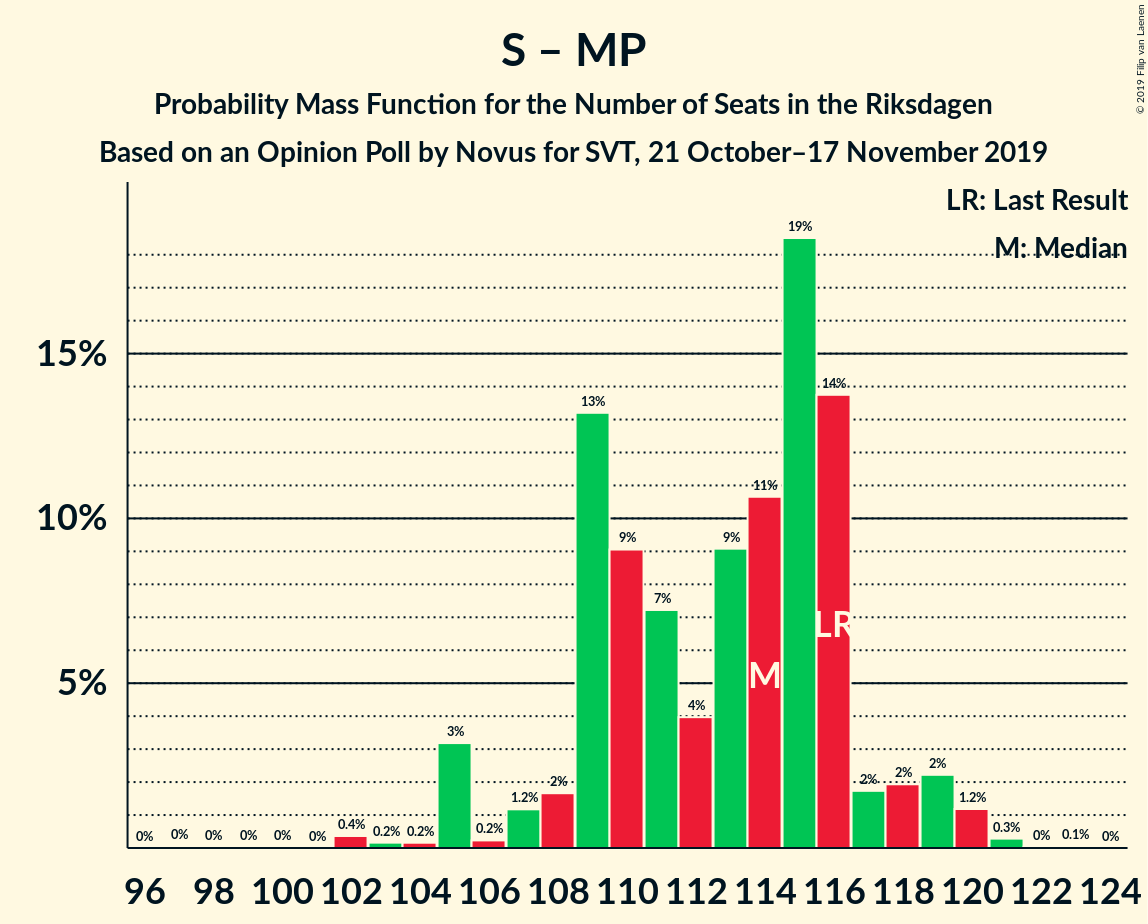 © 2019 Filip van Laenen
S – MP
Probability Mass Function for the Number of Seats in the Riksdagen
Based on an Opinion Poll by Novus for SVT, 21 October–17 November 2019
LR: Last Result
M: Median
15%
10%
5%
0% 0% 0% 0% 0% 0% 0.4% 0.2% 0.2% 3% 0.2% 1.2% 2% 13% 9% 7% 4% 9% 11% 19% 14% 2% 2% 2% 1.2% 0.3% 0% 0.1% 0%
LR
M
96 98 100 102 104 106 108 110 112 114 116 118 120 122 124